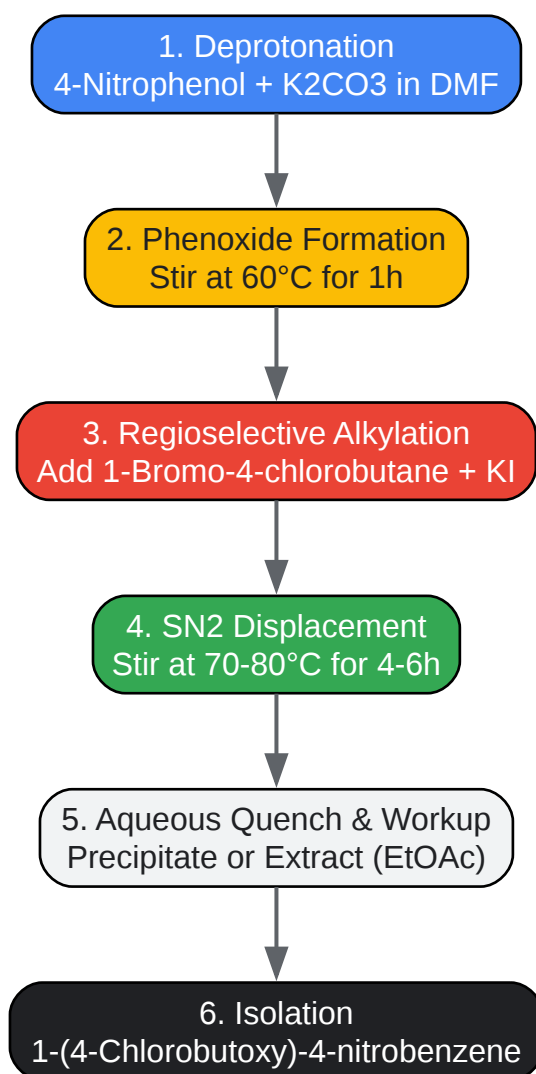 1. Deprotonation
4-Nitrophenol + K2CO3 in DMF
2. Phenoxide Formation
Stir at 60°C for 1h
3. Regioselective Alkylation
Add 1-Bromo-4-chlorobutane + KI
4. SN2 Displacement
Stir at 70-80°C for 4-6h
5. Aqueous Quench & Workup
Precipitate or Extract (EtOAc)
6. Isolation
1-(4-Chlorobutoxy)-4-nitrobenzene